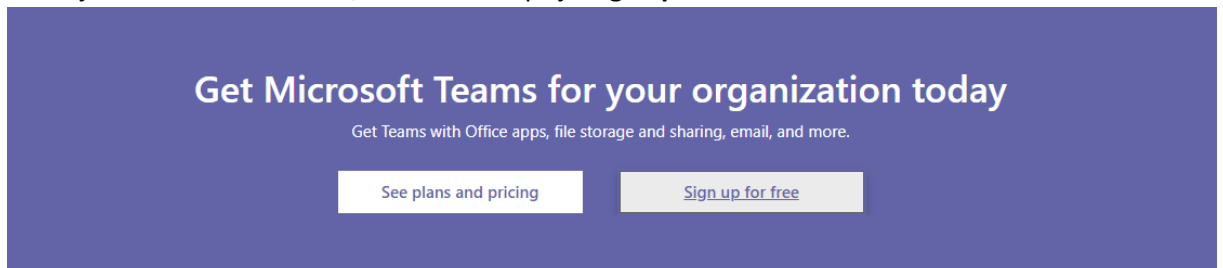 Get Microsoft Teams for your organization today
Get Teams with Office apps, file storage and sharing, email, and more.
See plans and pricing
Sign up for free